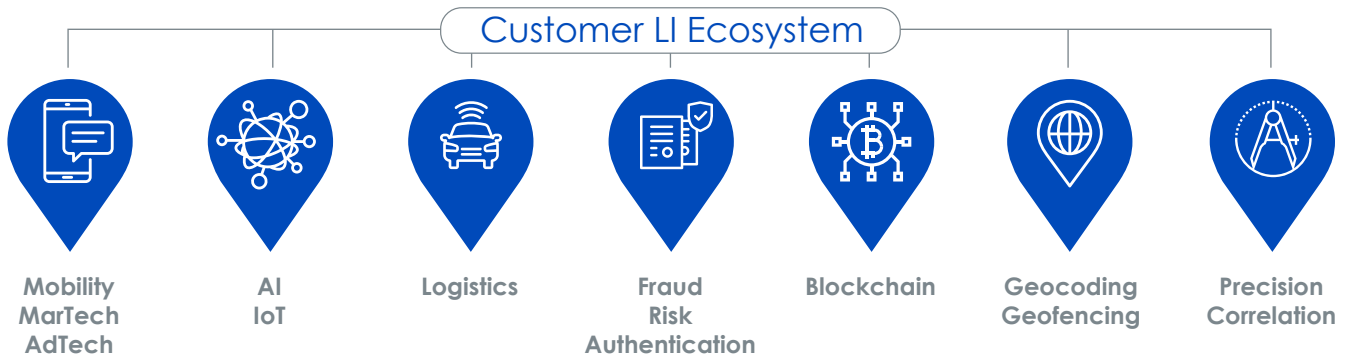 Customer LI Ecosystem
Mobility
MarTech
AdTech
AI
IoT
Logistics
Fraud
Risk
Authentication
Blockchain
Geocoding
Geofencing
Precision
Correlation